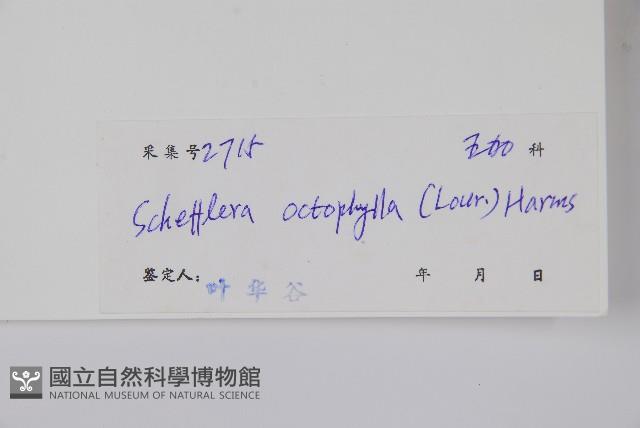 采集号2715 五加科
Schefflera octophylla (Lour.) Harms
鉴定人: 叶华谷 年 月 日
國立自然科學博物館
NATIONAL MUSEUM OF NATURAL SCIENCE